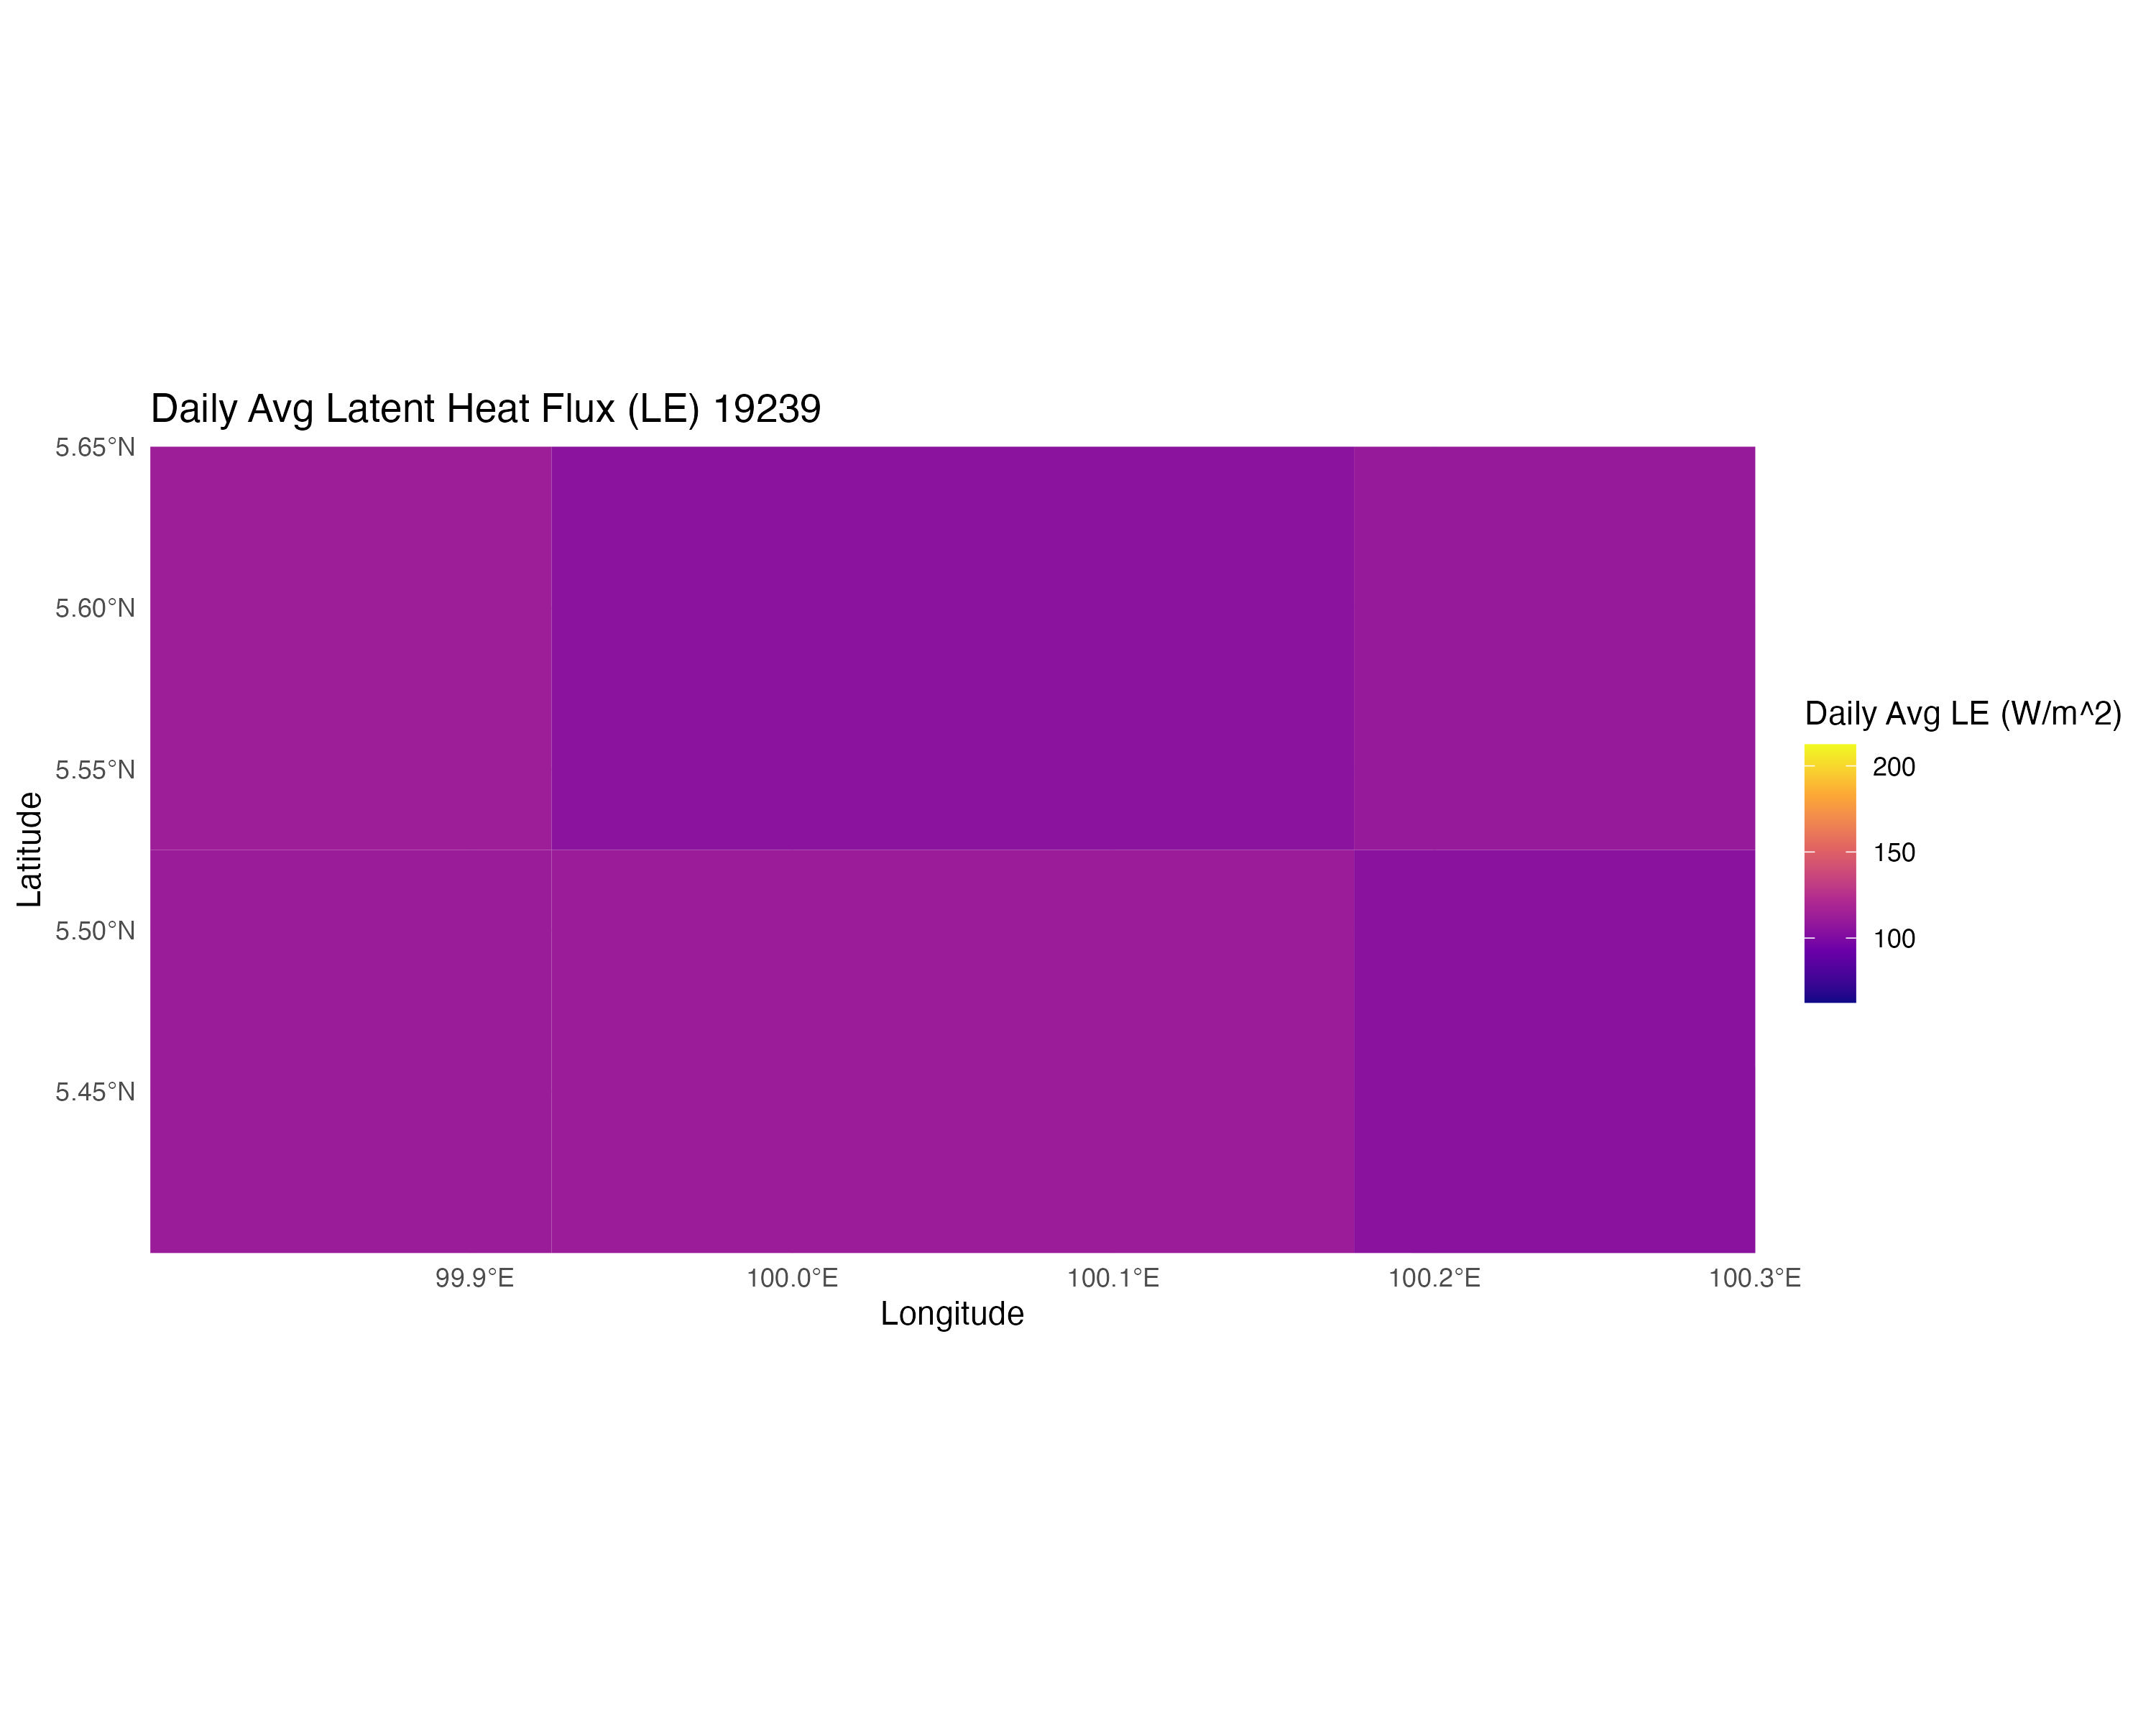 Daily Avg Latent Heat Flux (LE) 19239
5.65°N
5.60°N
5.55°N
5.50°N
5.45°N
Latitude
99.9°E
100.0°E
100.1°E
100.2°E
100.3°E
Longitude
Daily Avg LE (W/m^2)
200
150
100